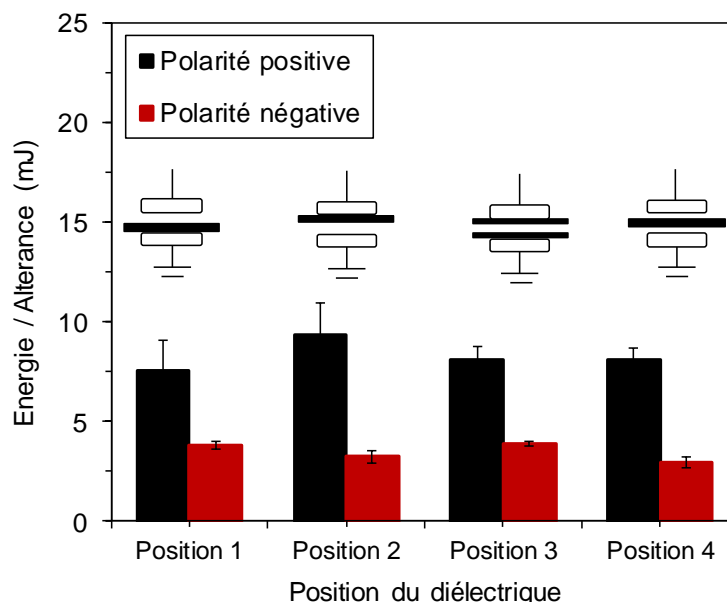 25
20
15
10
5
0
Energie / Alterance (mJ)
Polarité positive
Polarité négative
Position 1
Position 2
Position 3
Position 4
Position du diélectrique